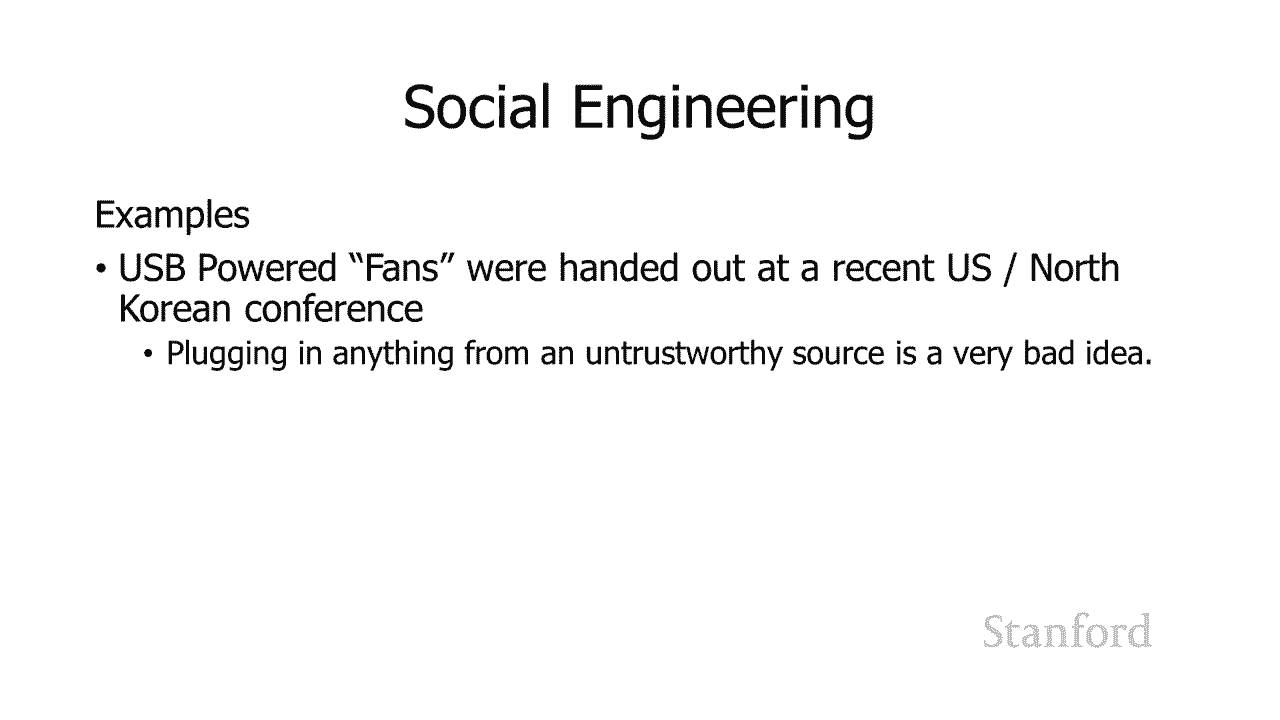 Social Engineering
Examples
• USB Powered “Fans” were handed out at a recent US / North
Korean conference
• Plugging in anything from an untrustworthy source is a very bad idea.
Stanford